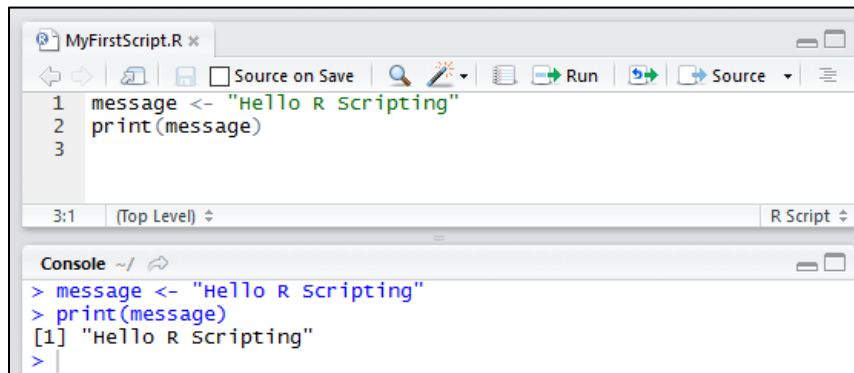 MyFirstScript.R
Source on Save Run Source
1 message <- "Hello R Scripting"
2 print(message)
3
3:1 (Top Level) R Script
Console ~/
> message <- "Hello R Scripting"
> print(message)
[1] "Hello R Scripting"
>